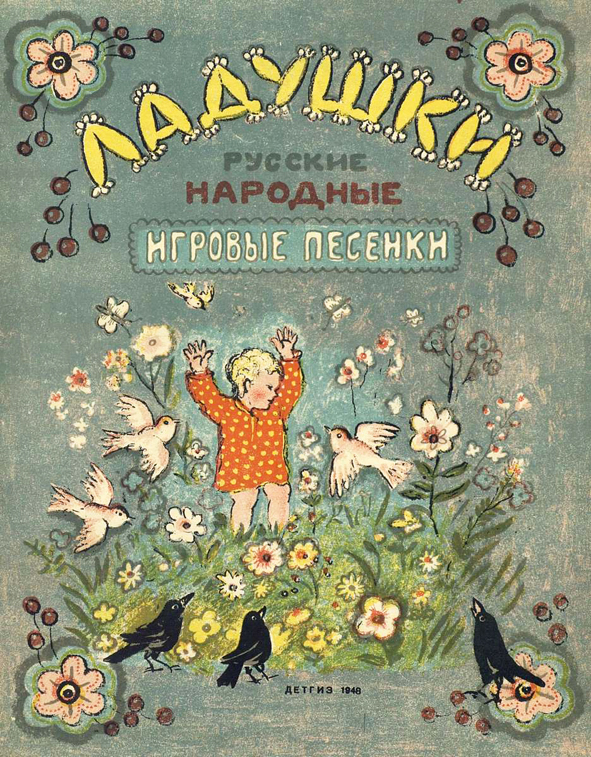 ЛАДУШКИ
РУССКИЕ
НАРОДНЫЕ
ИГРОВЫЕ ПЕСЕНКИ
ДЕТГИЗ 1948